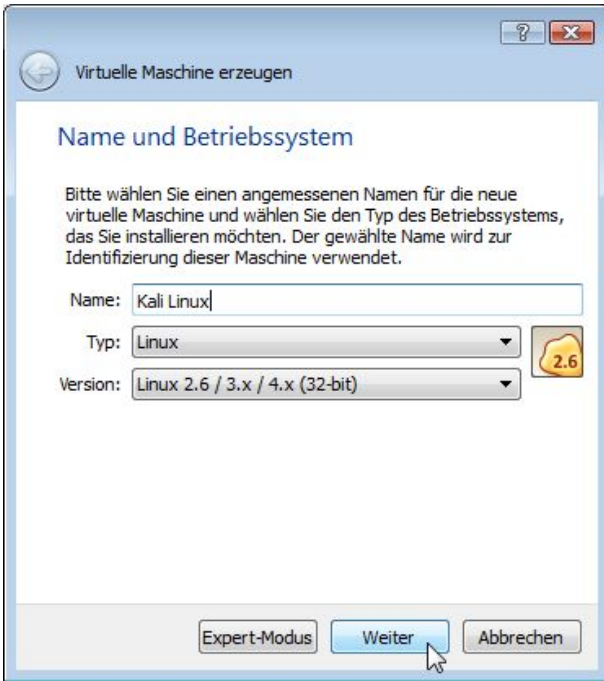 ?
Virtuelle Maschine erzeugen
Name und Betriebssystem
Bitte wählen Sie einen angemessenen Namen für die neue
virtuelle Maschine und wählen Sie den Typ des Betriebssystems,
das Sie installieren möchten. Der gewählte Name wird zur
Identifizierung dieser Maschine verwendet.
Name: Kali Linux
Typ: Linux
2.6
Version: Linux 2.6 / 3.x / 4.x (32-bit)
Expert-Modus Weiter Abbrechen